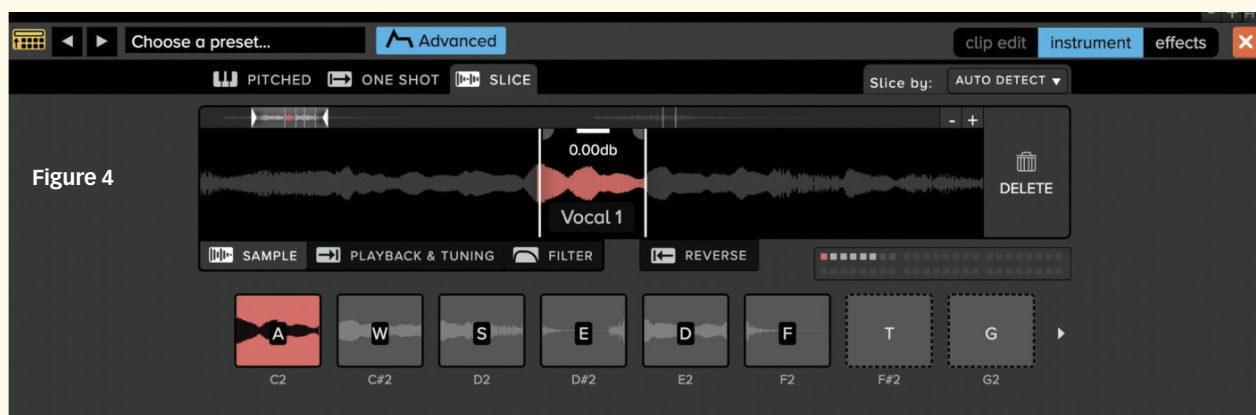 Choose a preset... Advanced clip edit instrument effects
PITCHED ONE SHOT SLICE Slice by: AUTO DETECT
- +
0.00db
Figure 4
DELETE
Vocal 1
SAMPLE PLAYBACK & TUNING FILTER REVERSE
A W S E D F T G
C2 C#2 D2 D#2 E2 F2 F#2 G2